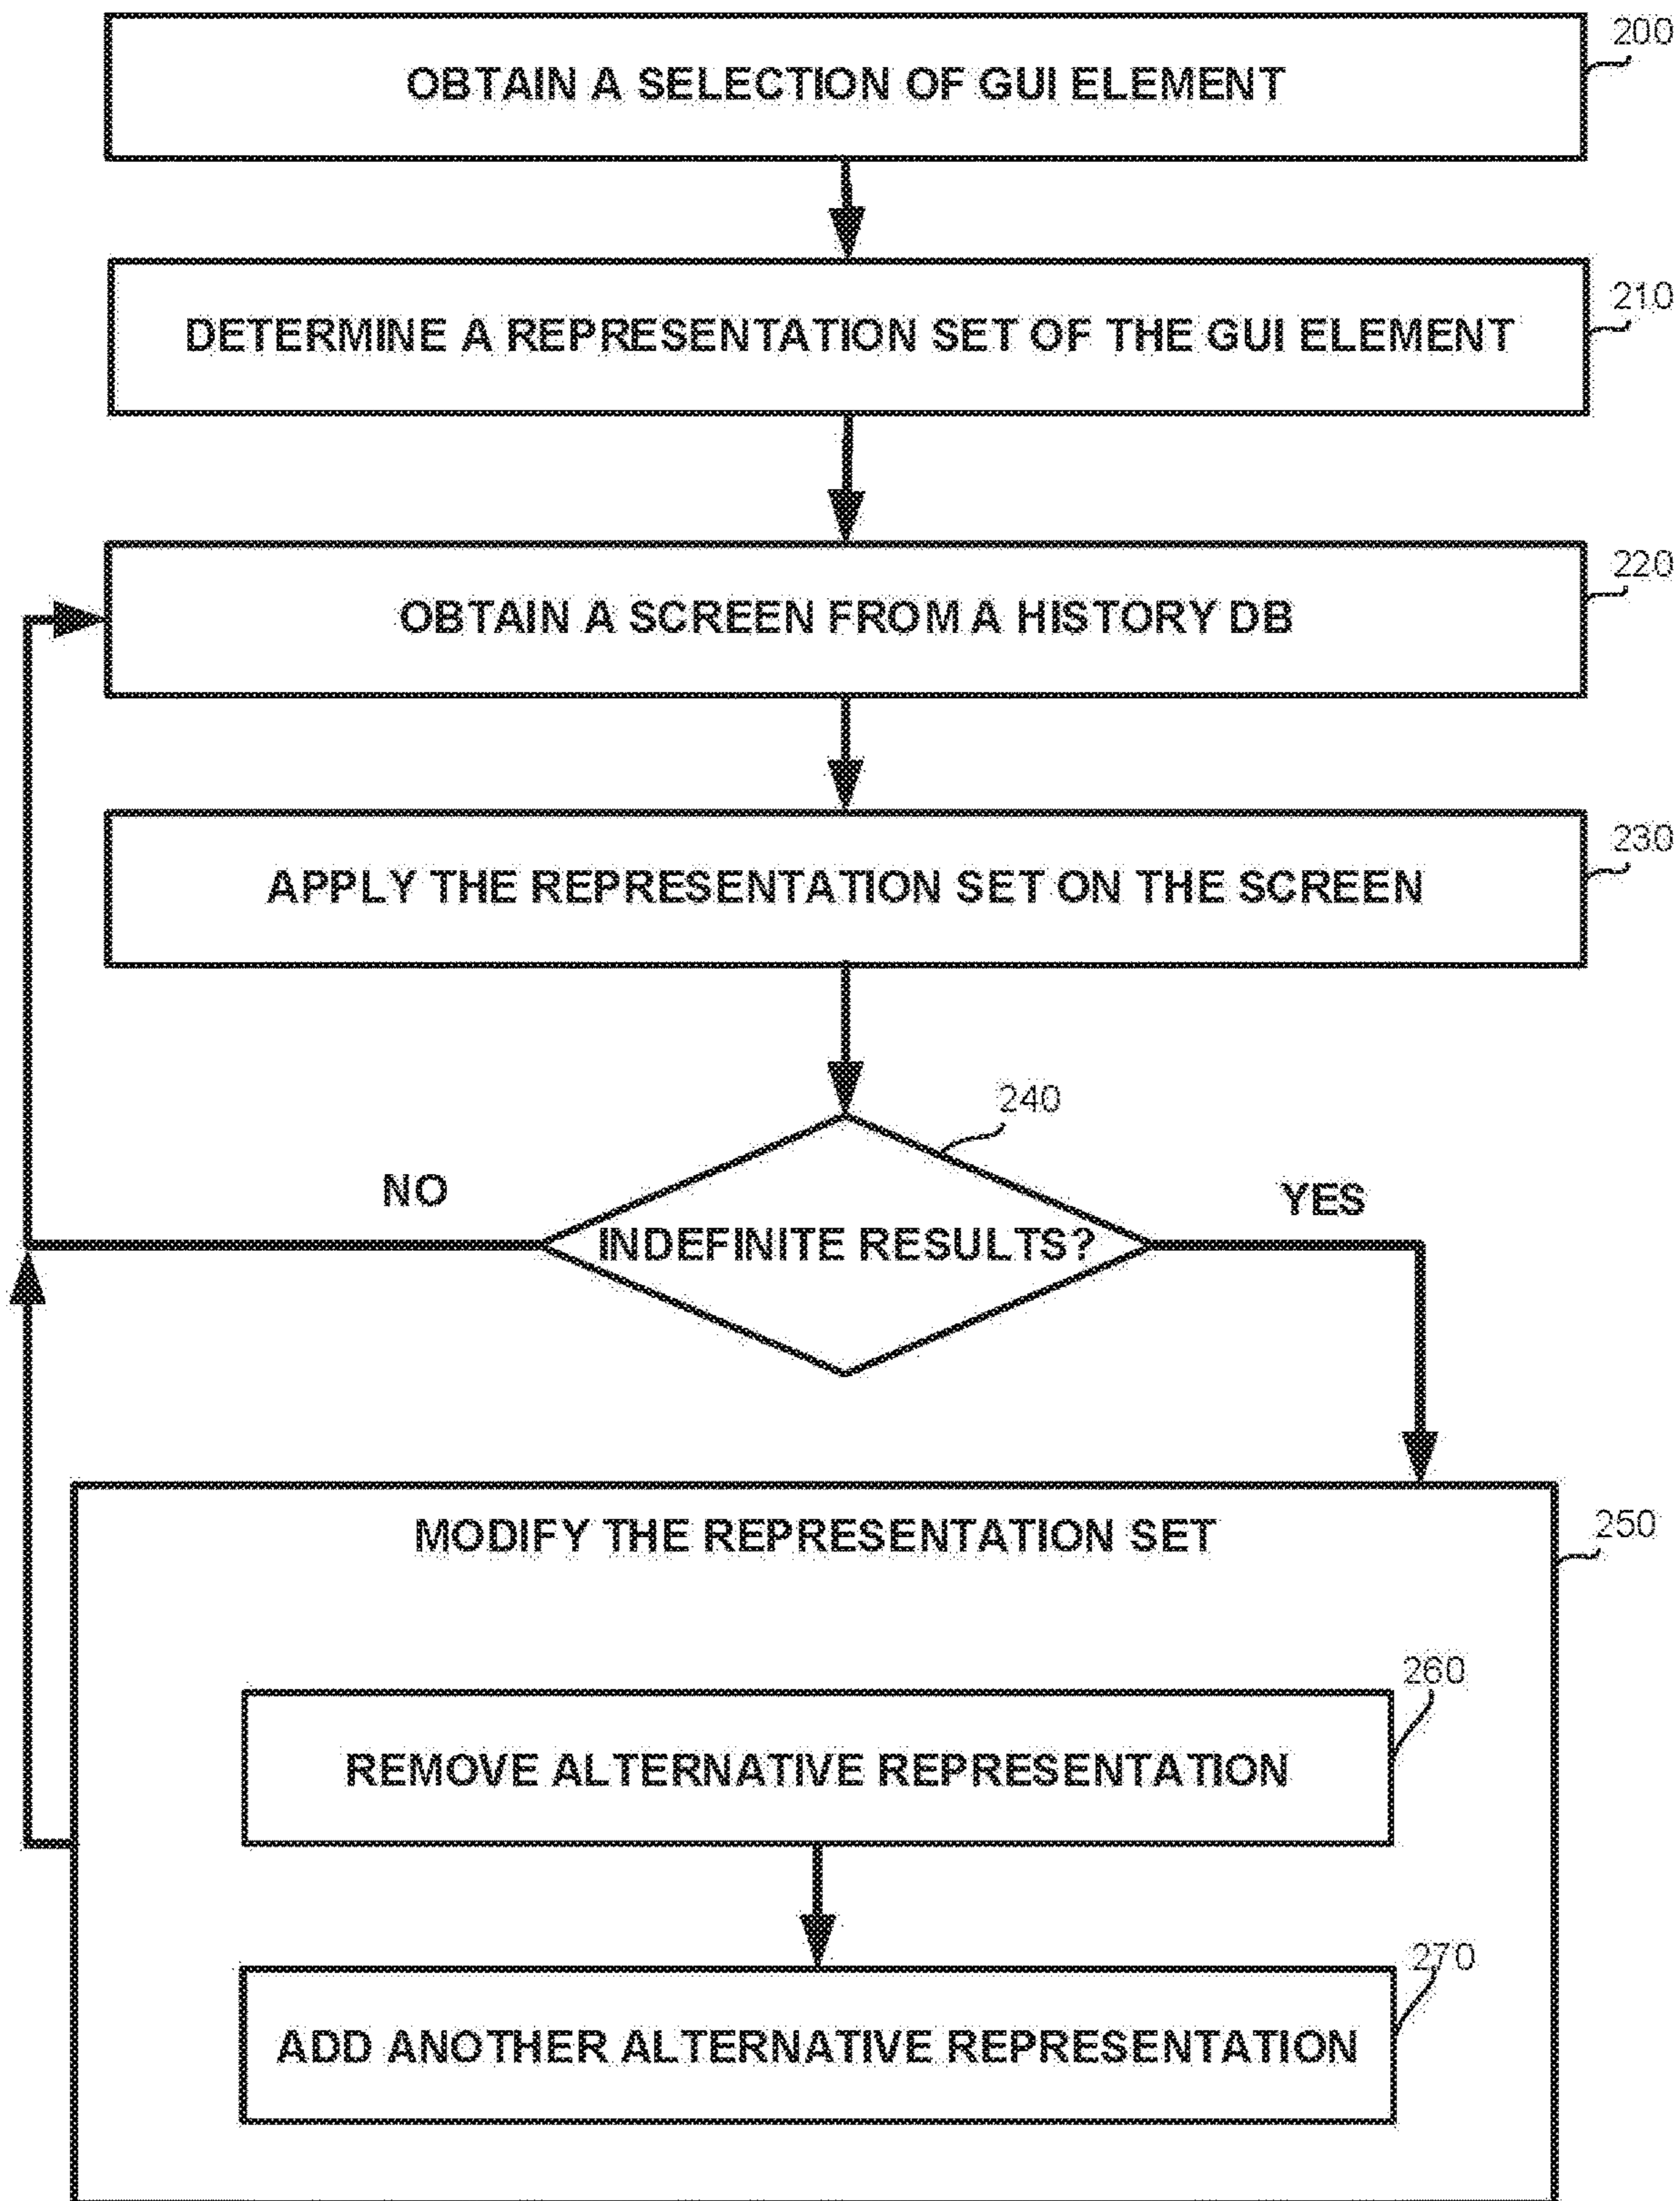 200
OBTAIN A SELECTION OF GUI ELEMENT
210
DETERMINE A REPRESENTATION SET OF THE GUI ELEMENT
220
OBTAIN A SCREEN FROM A HISTORY DB
230
APPLY THE REPRESENTATION SET ON THE SCREEN
240
NO
YES
INDEFINITE RESULTS?
250
MODIFY THE REPRESENTATION SET
260
REMOVE ALTERNATIVE REPRESENTATION
270
ADD ANOTHER ALTERNATIVE REPRESENTATION